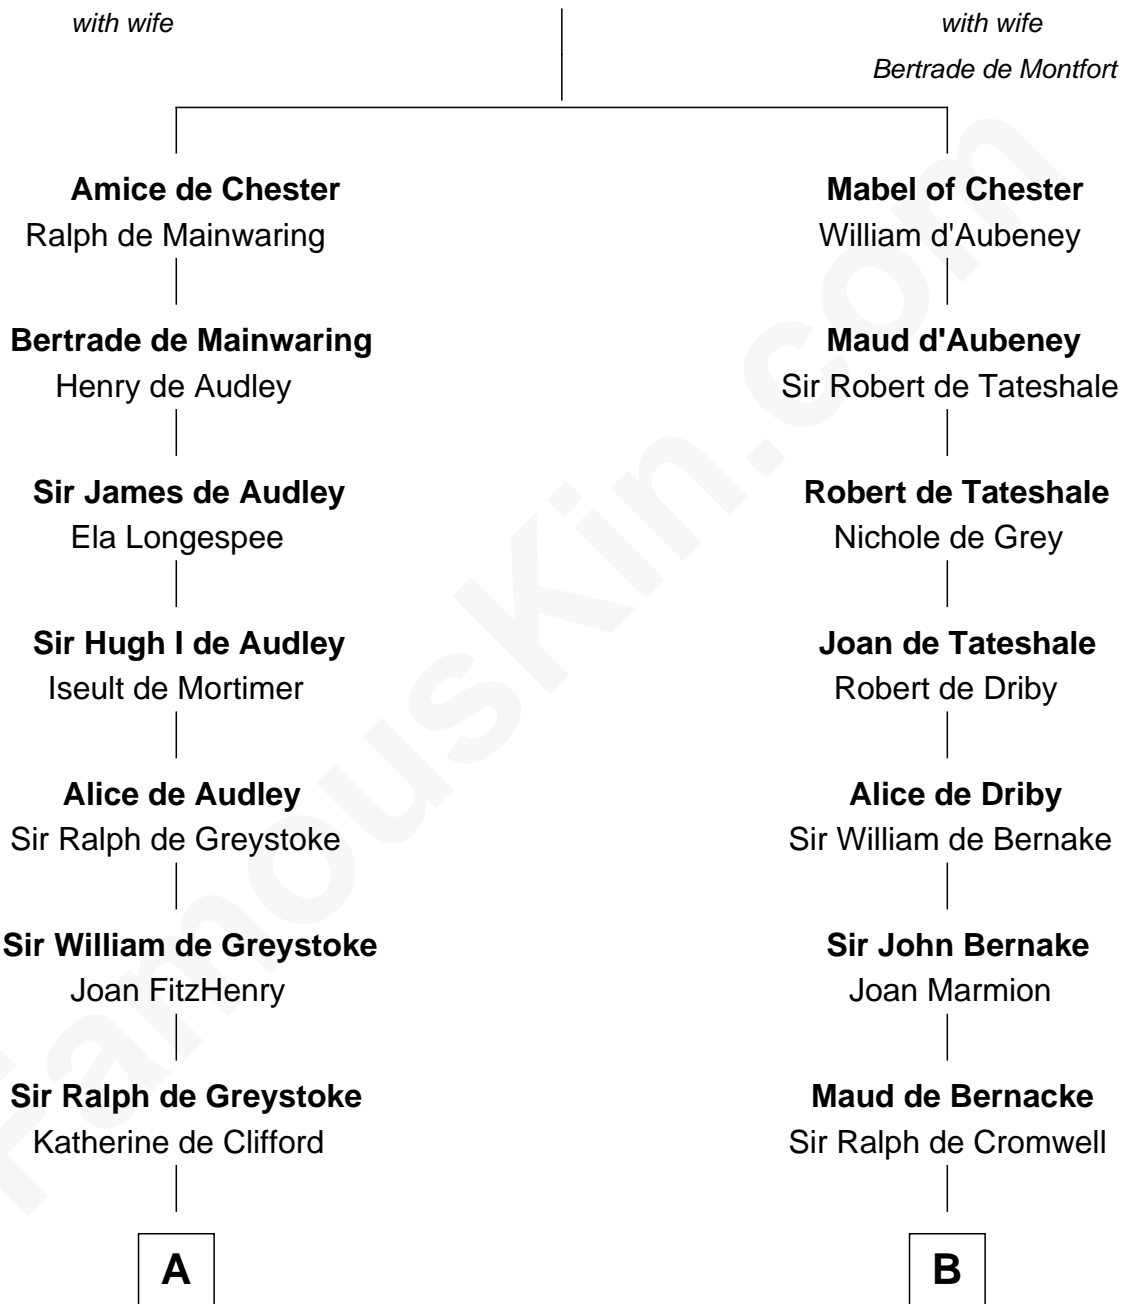 with wife
with wife
Bertrade de Montfort
Amice de Chester
Ralph de Mainwaring
Mabel of Chester
William d'Aubeney
Bertrade de Mainwaring
Henry de Audley
Maud d'Aubeney
Sir Robert de Tateshale
Sir James de Audley
Ela Longespee
Robert de Tateshale
Nichole de Grey
Sir Hugh I de Audley
Iseult de Mortimer
Joan de Tateshale
Robert de Driby
Alice de Audley
Sir Ralph de Greystoke
Alice de Driby
Sir William de Bernake
Sir William de Greystoke
Joan FitzHenry
Sir John Bernake
Joan Marmion
Sir Ralph de Greystoke
Katherine de Clifford
Maud de Bernacke
Sir Ralph de Cromwell
A
B
FamousKin.com